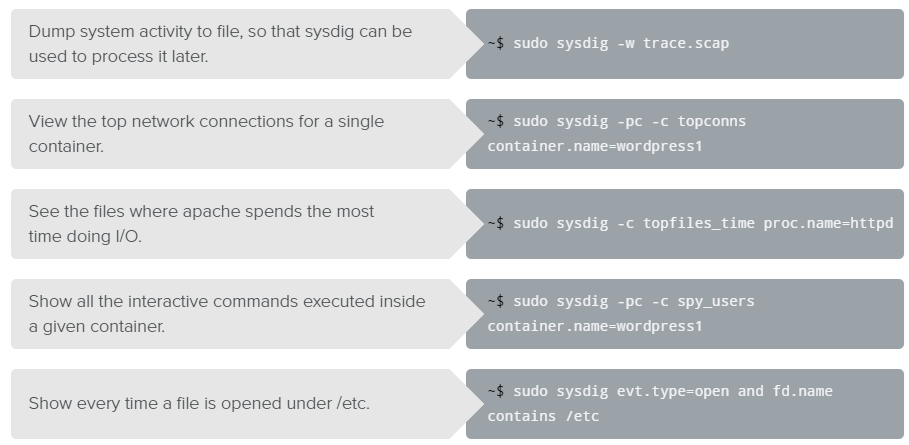 Dump system activity to file, so that sysdig can be
used to process it later.
~$ sudo sysdig -w trace.scap
View the top network connections for a single
container.
~$ sudo sysdig -pc -c topconns
container.name=wordpress1
See the files where apache spends the most
time doing I/O.
~$ sudo sysdig -c topfiles_time proc.name=httpd
Show all the interactive commands executed inside
a given container.
~$ sudo sysdig -pc -c spy_users
container.name=wordpress1
Show every time a file is opened under /etc.
~$ sudo sysdig evt.type=open and fd.name
contains /etc